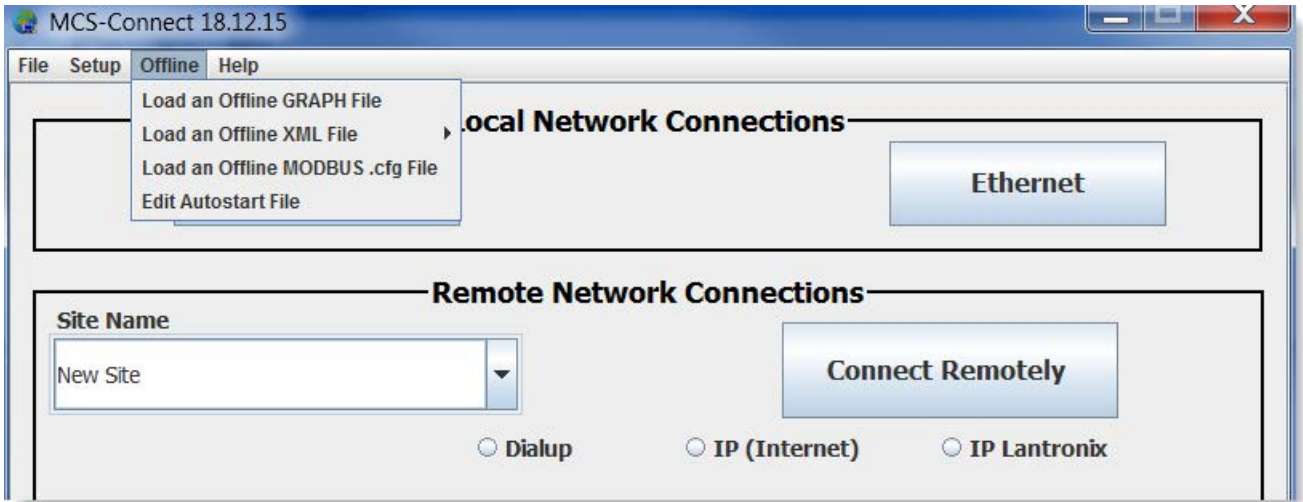 MCS-Connect 18.12.15
File Setup Offline Help
Load an Offline GRAPH File
Load an Offline XML File
Load an Offline MODBUS .cfg File
Edit Autostart File
ocal Network Connections
Ethernet
Remote Network Connections
Site Name
New Site
Connect Remotely
Dialup
IP (Internet)
IP Lantronix